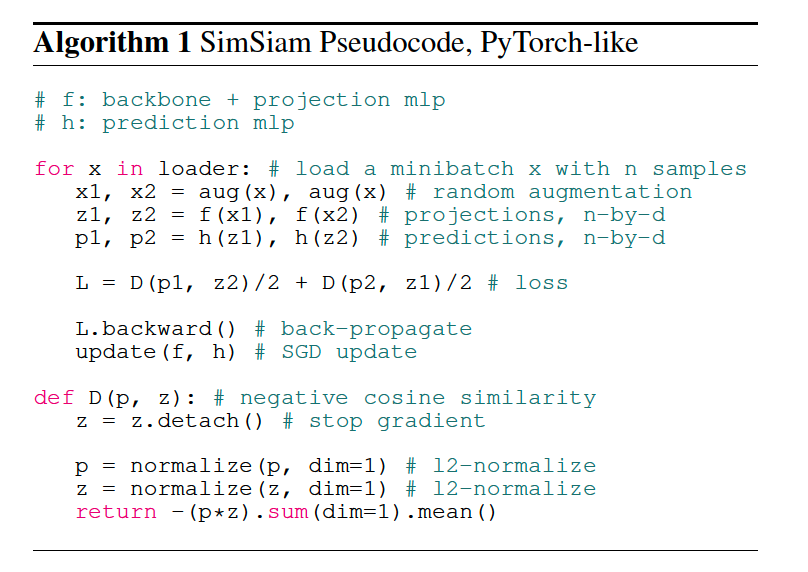 Algorithm 1 SimSiam Pseudocode, PyTorch-like
# f: backbone + projection mlp
# h: prediction mlp
for x in loader: # load a minibatch x with n samples
x1, x2 = aug(x), aug(x) # random augmentation
z1, z2 = f(x1), f(x2) # projections, n-by-d
p1, p2 = h(z1), h(z2) # predictions, n-by-d
L = D(p1, z2)/2 + D(p2, z1)/2 # loss
L.backward() # back-propagate
update(f, h) # SGD update
def D(p, z): # negative cosine similarity
z = z.detach() # stop gradient
p = normalize(p, dim=1) # l2-normalize
z = normalize(z, dim=1) # l2-normalize
return -(p*z).sum(dim=1).mean()